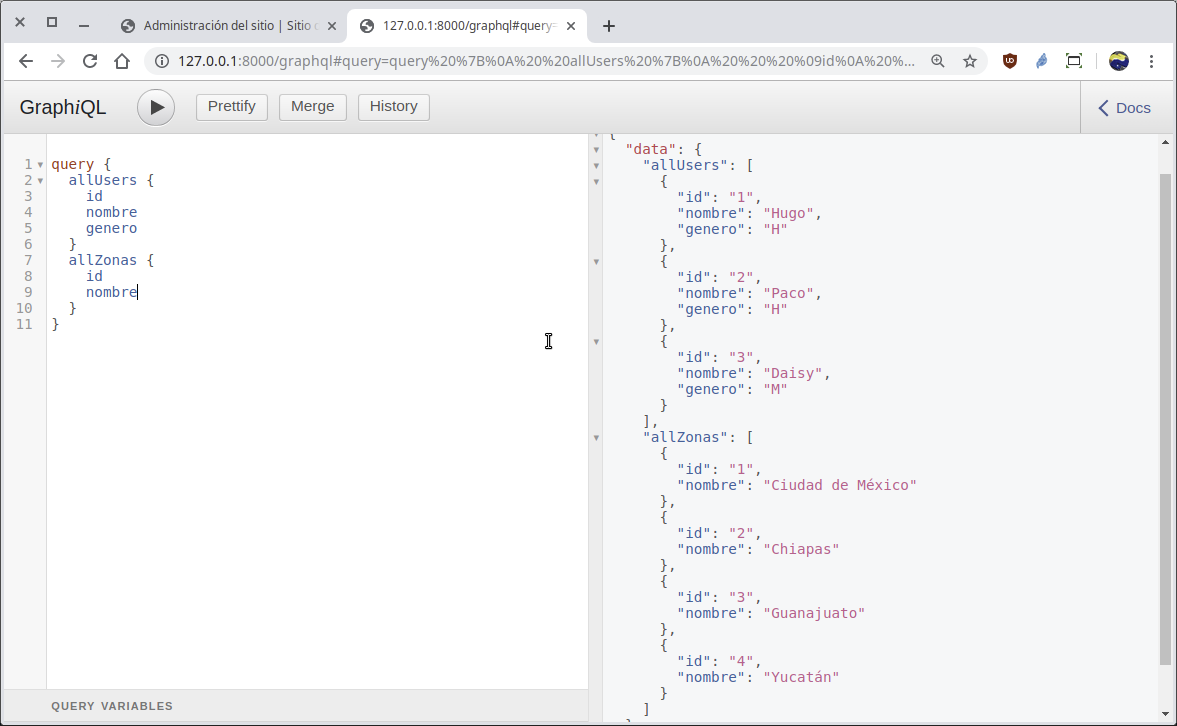 Administración del sitio | Sitio
127.0.0.1:8000/graphql#query=
127.0.0.1:8000/graphql#query=query%20%7B%0A%20%20allUsers%20%7B%0A%20%20%20%09id%0A%20%...
GraphiQL
Prettify
Merge
History
Docs
1 query {
2 allUsers {
3 id
4 nombre
5 genero
6 }
7 allZonas {
8 id
9 nombre
10 }
11 }
QUERY VARIABLES
{
"data": {
"allUsers": [
{
"id": "1",
"nombre": "Hugo",
"genero": "H"
},
{
"id": "2",
"nombre": "Paco",
"genero": "H"
},
{
"id": "3",
"nombre": "Daisy",
"genero": "M"
}
],
"allZonas": [
{
"id": "1",
"nombre": "Ciudad de México"
},
{
"id": "2",
"nombre": "Chiapas"
},
{
"id": "3",
"nombre": "Guanajuato"
},
{
"id": "4",
"nombre": "Yucatán"
}
]